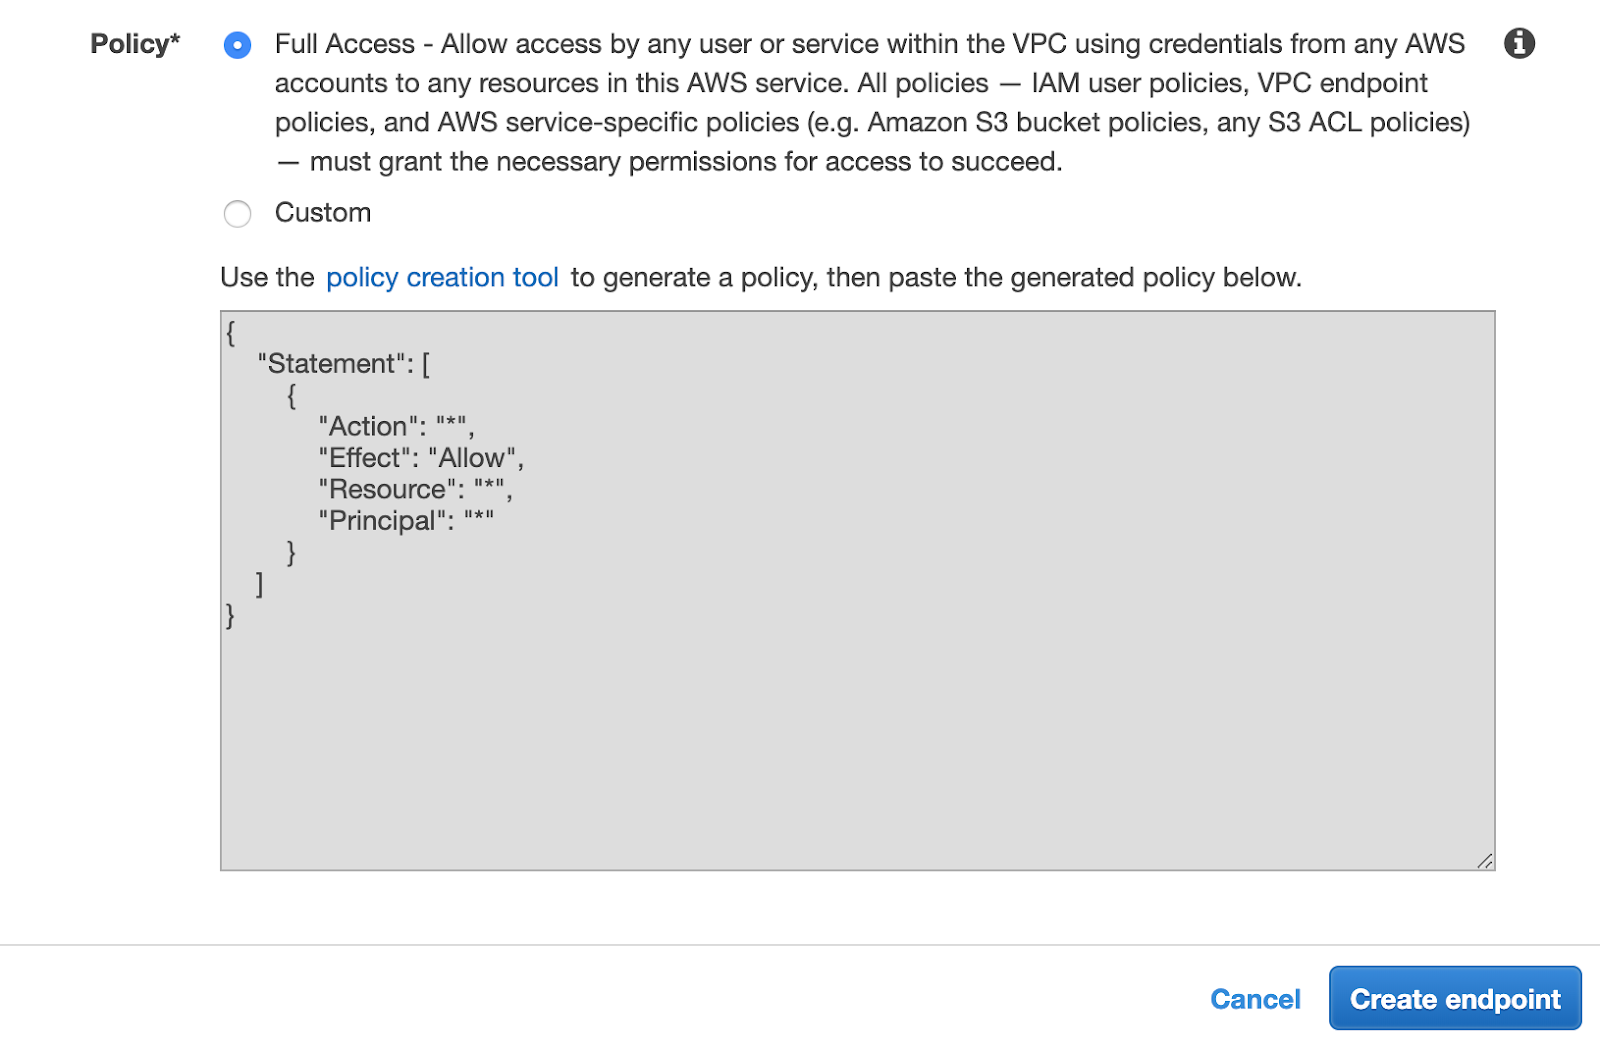 Policy*
Full Access - Allow access by any user or service within the VPC using credentials from any AWS
accounts to any resources in this AWS service. All policies — IAM user policies, VPC endpoint
policies, and AWS service-specific policies (e.g. Amazon S3 bucket policies, any S3 ACL policies)
— must grant the necessary permissions for access to succeed.
Custom
Use the policy creation tool to generate a policy, then paste the generated policy below.
{
"Statement": [
{
"Action": "*",
"Effect": "Allow",
"Resource": "*",
"Principal": "*"
}
]
}
Cancel
Create endpoint